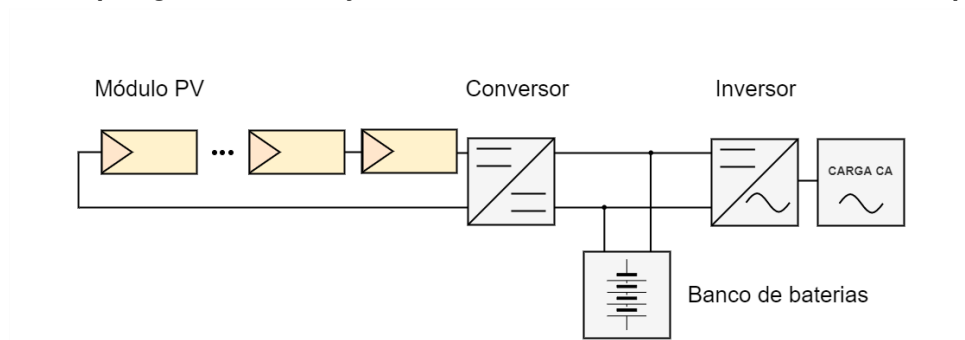 Módulo PV
Conversor
Inversor
CARGA CA
Banco de baterias